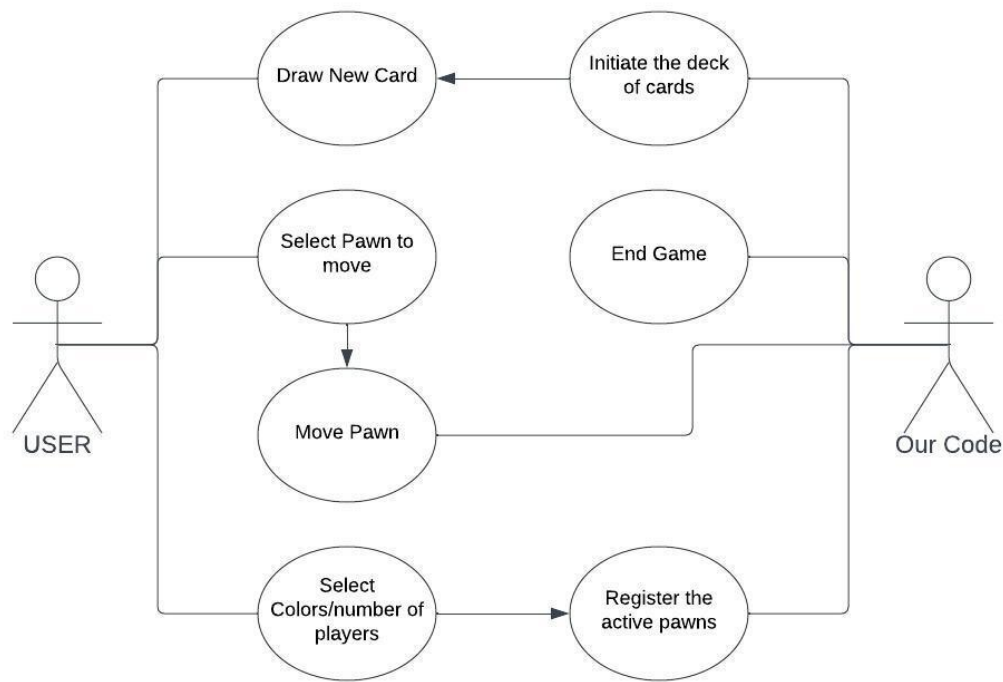 Draw New Card
Initiate the deck
of cards
Select Pawn to
move
End Game
Move Pawn
USER
Our Code
Select
Colors/number of
players
Register the
active pawns